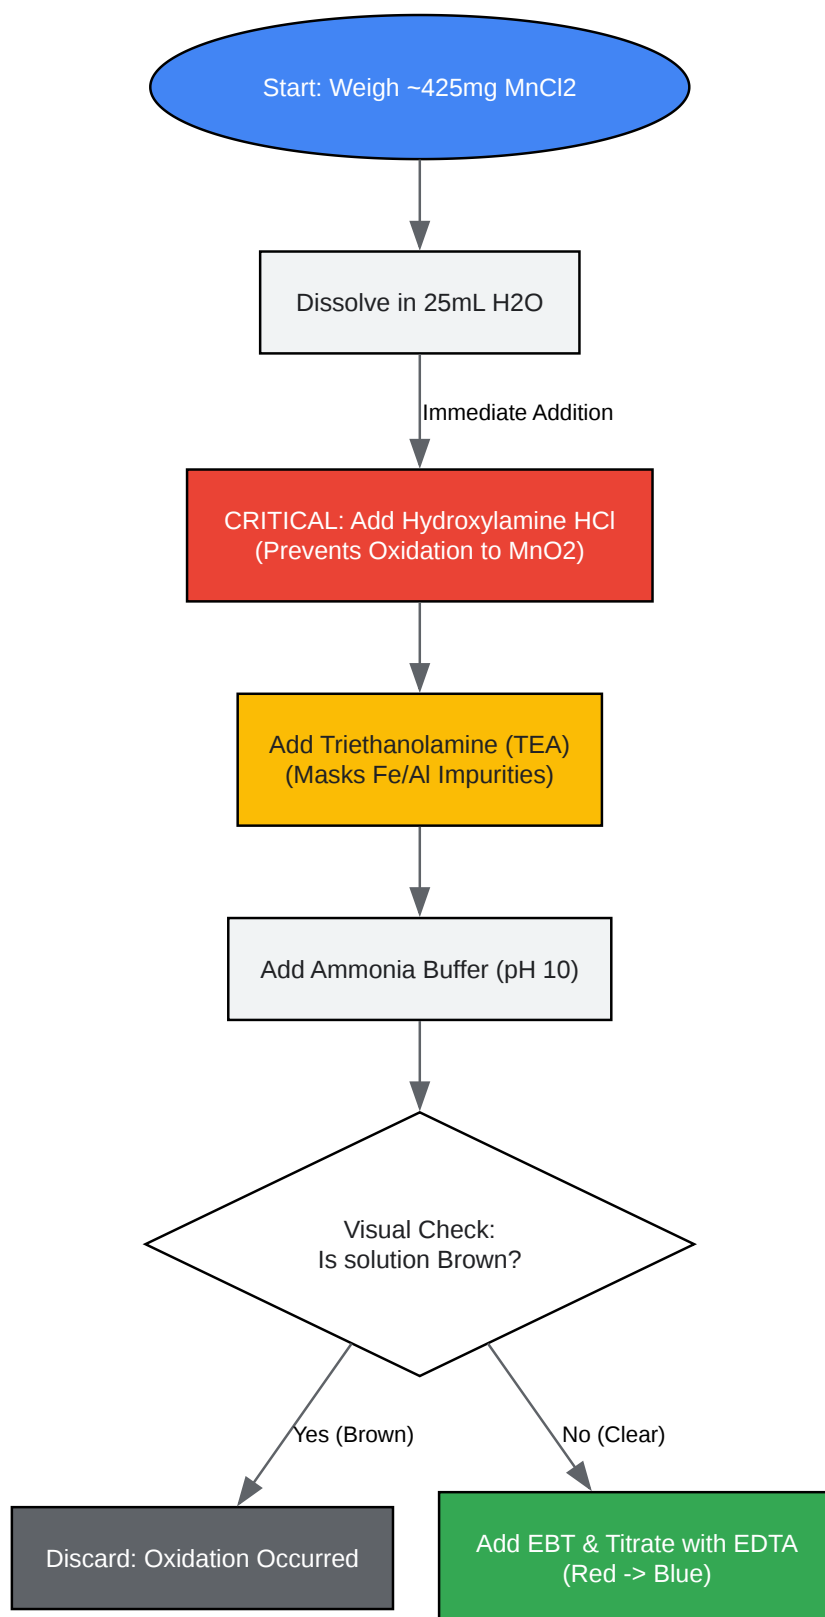 Start: Weigh ~425mg MnCl2
Dissolve in 25mL H2O
Immediate Addition
CRITICAL: Add Hydroxylamine HCl
(Prevents Oxidation to MnO2)
Add Triethanolamine (TEA)
(Masks Fe/Al Impurities)
Add Ammonia Buffer (pH 10)
Visual Check:
Is solution Brown?
Yes (Brown)
No (Clear)
Discard: Oxidation Occurred
Add EBT & Titrate with EDTA
(Red -> Blue)